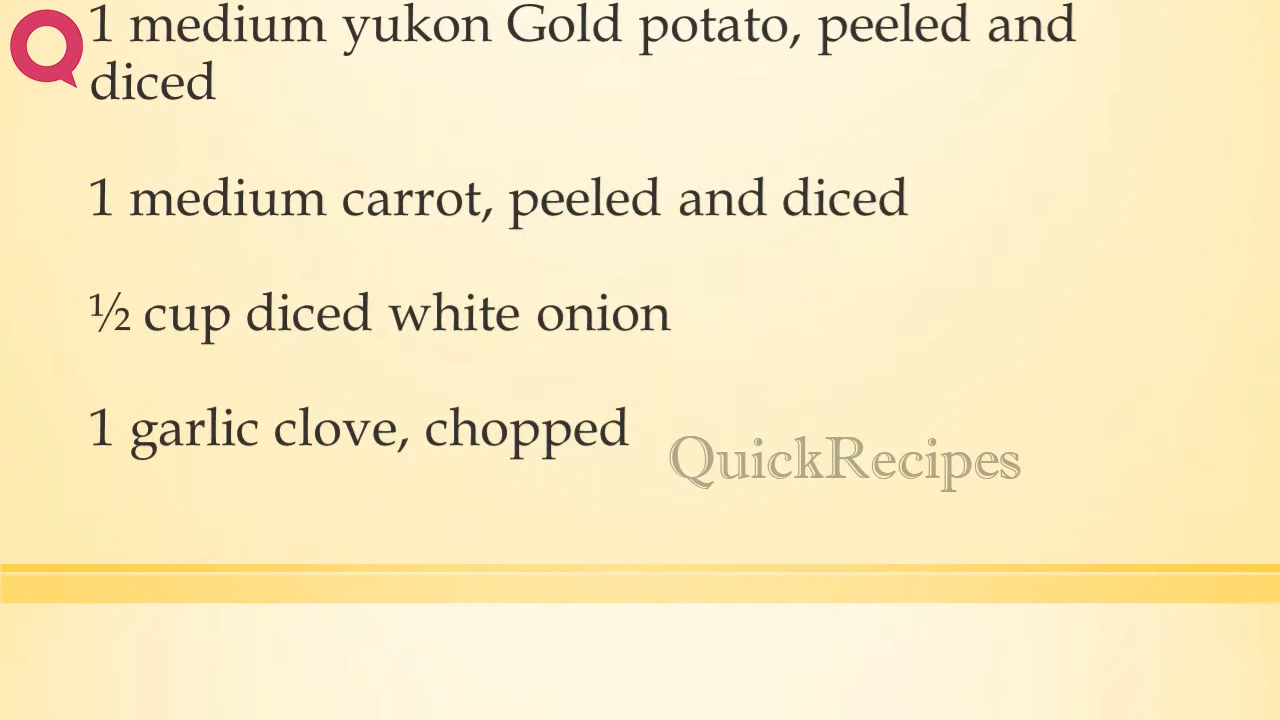 1 medium yukon Gold potato, peeled and
diced
1 medium carrot, peeled and diced
½ cup diced white onion
1 garlic clove, chopped
QuickRecipes